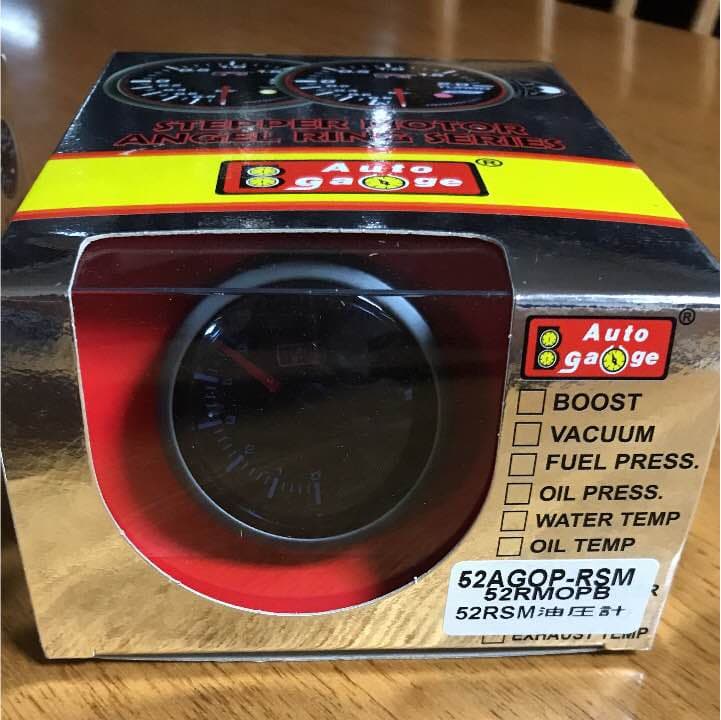 STEPPER MOTOR
ANGEL RING SERIES
Auto gauge ®
Auto gauge ®
BOOST
VACUUM
FUEL PRESS.
OIL PRESS.
WATER TEMP
OIL TEMP
52AGOP-RSM
52RMOPB
52RSM油圧計
EXHAUST TEMP